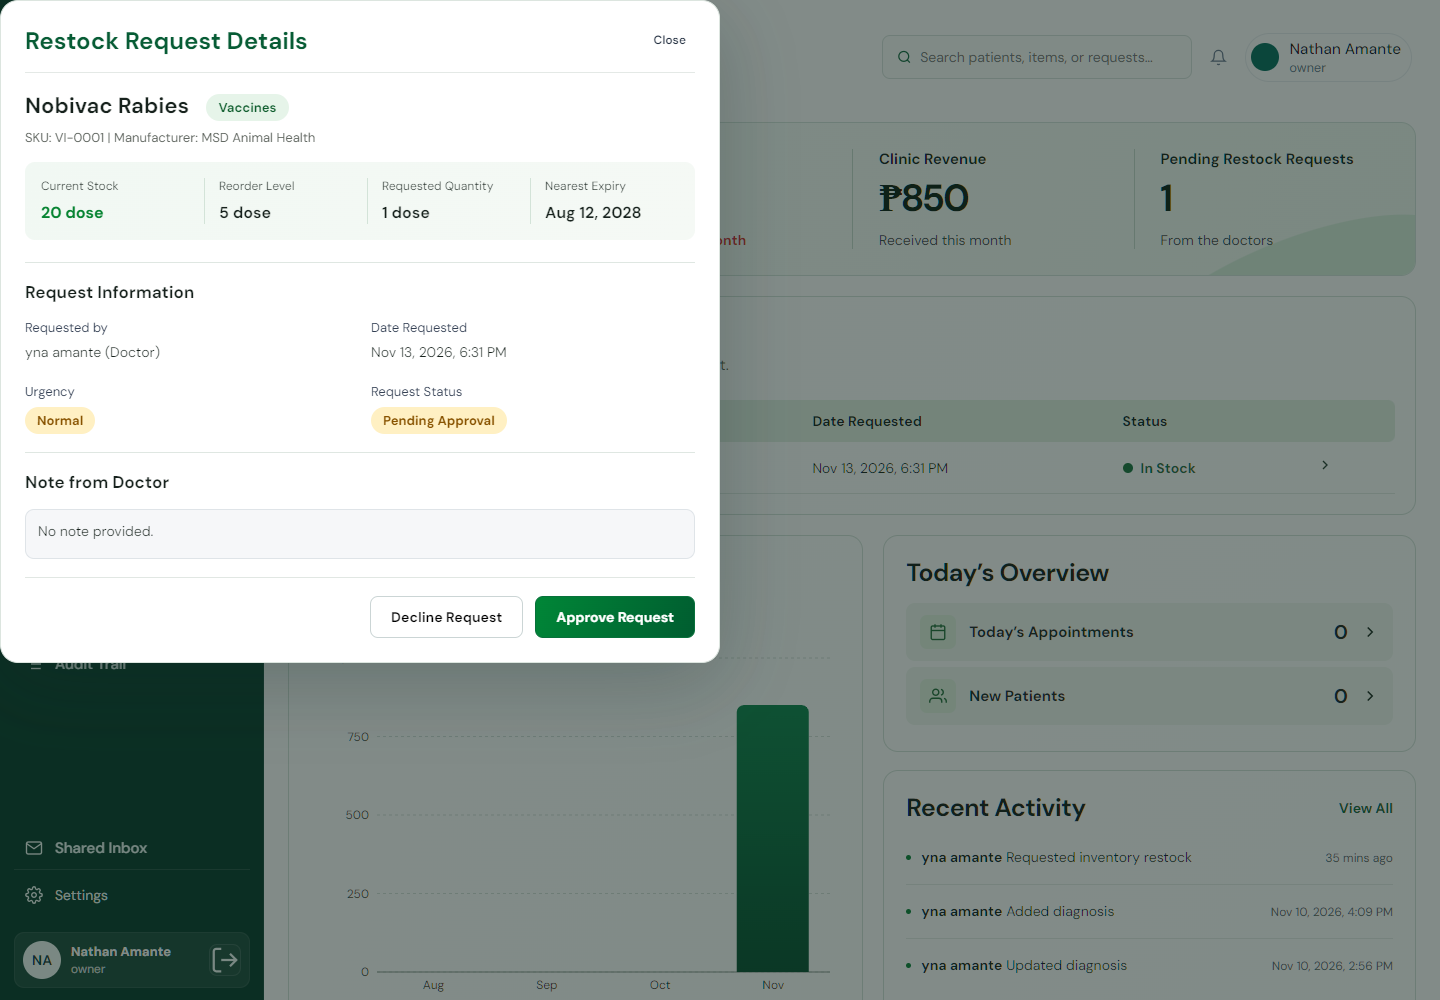 Restock Request Details
Close
Nobivac Rabies
Vaccines
SKU: VI-0001 | Manufacturer: MSD Animal Health
Current Stock
20 dose
Reorder Level
5 dose
Requested Quantity
1 dose
Nearest Expiry
Aug 12, 2028
Request Information
Requested by
yna amante (Doctor)
Date Requested
Nov 13, 2026, 6:31 PM
Urgency
Normal
Request Status
Pending Approval
Note from Doctor
No note provided.
Decline Request
Approve Request
Search patients, items, or requests...
Nathan Amante
owner
Clinic Revenue
₱850
Received this month
Pending Restock Requests
1
From the doctors
Date Requested
Status
Nov 13, 2026, 6:31 PM
In Stock
Audit Trail
Shared Inbox
Settings
NA
Nathan Amante
owner
750
500
250
0
Aug
Sep
Oct
Nov
Today's Overview
Today's Appointments
0
New Patients
0
Recent Activity
View All
yna amante Requested inventory restock
35 mins ago
yna amante Added diagnosis
Nov 10, 2026, 4:09 PM
yna amante Updated diagnosis
Nov 10, 2026, 2:56 PM